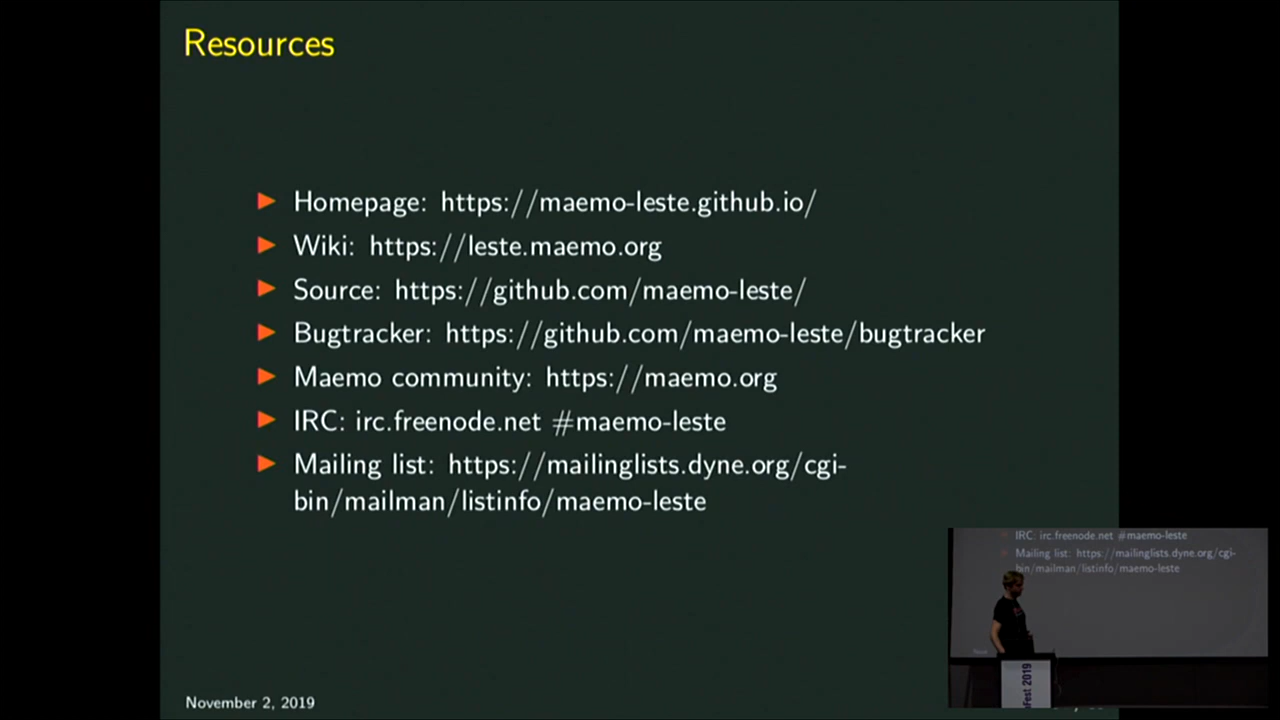 Resources
Homepage: https://maemo-leste.github.io/
Wiki: https://leste.maemo.org
Source: https://github.com/maemo-leste/
Bugtracker: https://github.com/maemo-leste/bugtracker
Maemo community: https://maemo.org
IRC: irc.freenode.net #maemo-leste
Mailing list: https://mailinglists.dyne.org/cgi-
bin/mailman/listinfo/maemo-leste
IRC: irc.freenode.net #maemo-leste
Mailing list: https://mailinglists.dyne.org/cgi-
bin/mailman/listinfo/maemo-leste
2019
November 2, 2019